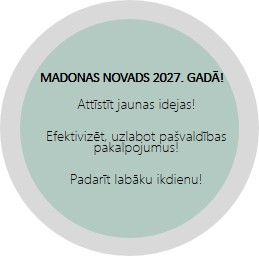 MADONAS NOVADS 2027. GADĀ!
Attīstīt jaunas idejas!
Efektivizēt, uzlabot pašvaldības
pakalpojumus!
Padarīt labāku ikdienu!